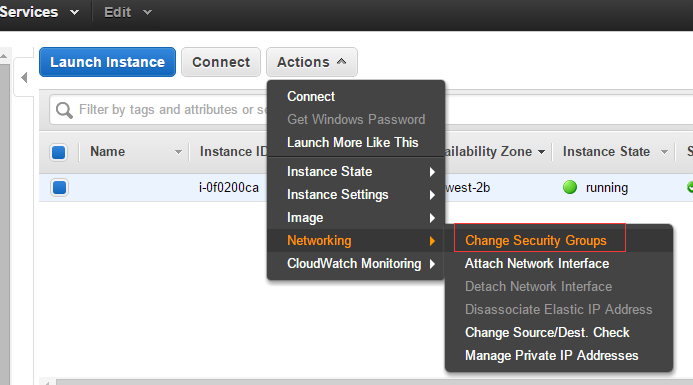 Services Edit
Launch Instance Connect Actions
Filter by tags and attributes or se
Name Instance ID ailability Zone Instance State S
i-0f0200ca west-2b running
Connect
Get Windows Password
Launch More Like This
Instance State
Instance Settings
Image
Networking
CloudWatch Monitoring
Change Security Groups
Attach Network Interface
Detach Network Interface
Disassociate Elastic IP Address
Change Source/Dest. Check
Manage Private IP Addresses